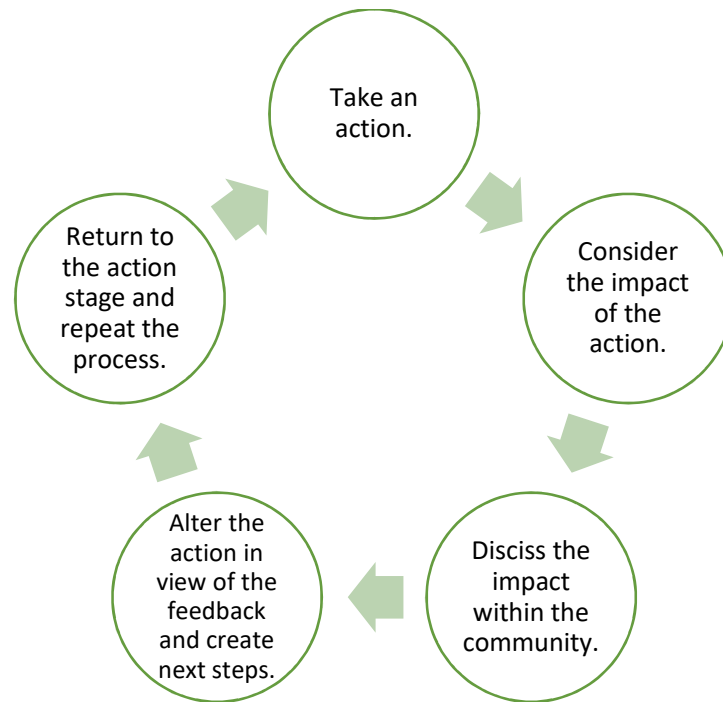 Take an
action.
Consider
the impact
of the
action.
Disciss the
impact
within the
community.
Alter the
action in
view of the
feedback
and create
next steps.
Return to
the action
stage and
repeat the
process.